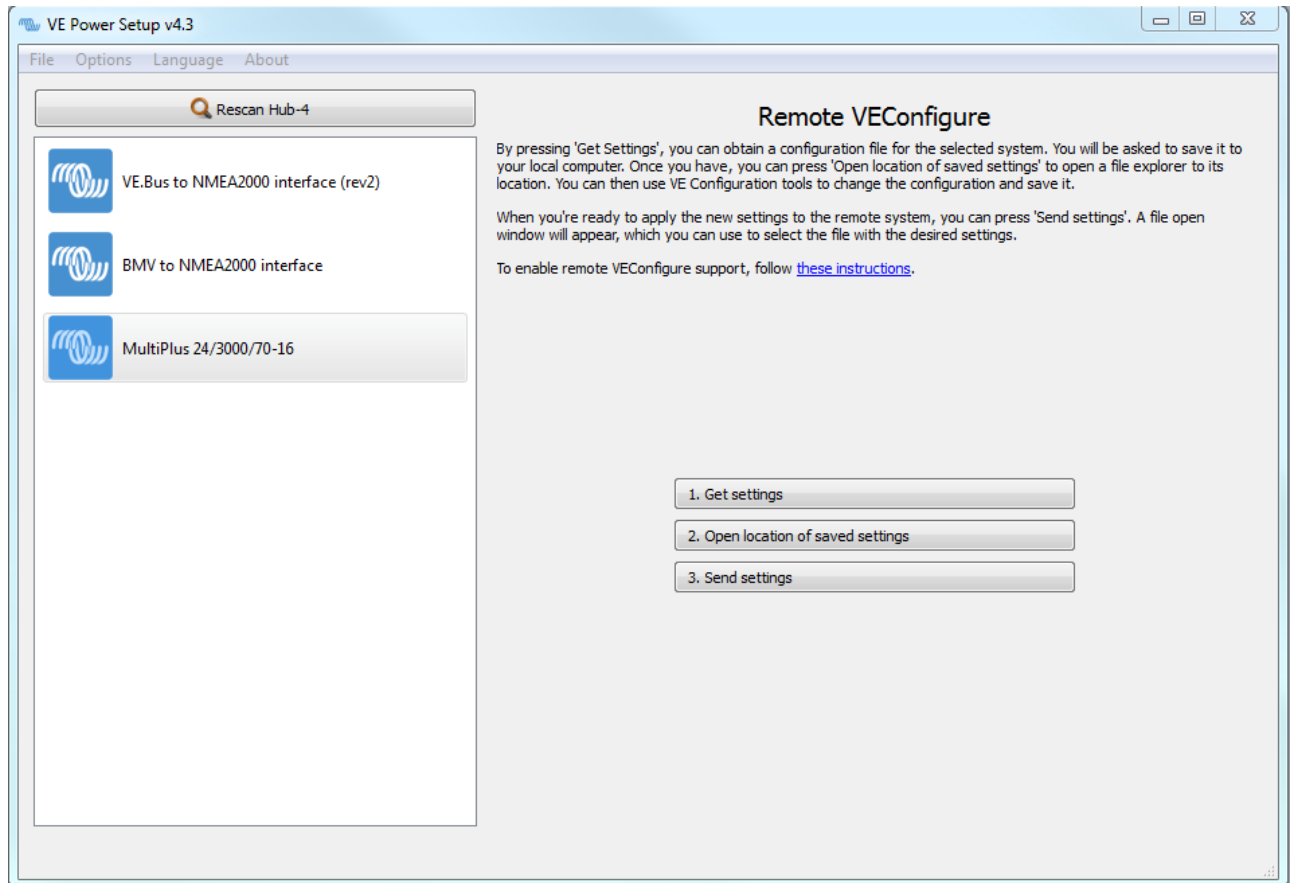 VE Power Setup v4.3
File Options Language About
Rescan Hub-4
VE.Bus to NMEA2000 interface (rev2)
BMV to NMEA2000 interface
MultiPlus 24/3000/70-16
Remote VEConfigure
By pressing 'Get Settings', you can obtain a configuration file for the selected system. You will be asked to save it to
your local computer. Once you have, you can press 'Open location of saved settings' to open a file explorer to its
location. You can then use VE Configuration tools to change the configuration and save it.
When you're ready to apply the new settings to the remote system, you can press 'Send settings'. A file open
window will appear, which you can use to select the file with the desired settings.
To enable remote VEConfigure support, follow these instructions.
1. Get settings
2. Open location of saved settings
3. Send settings